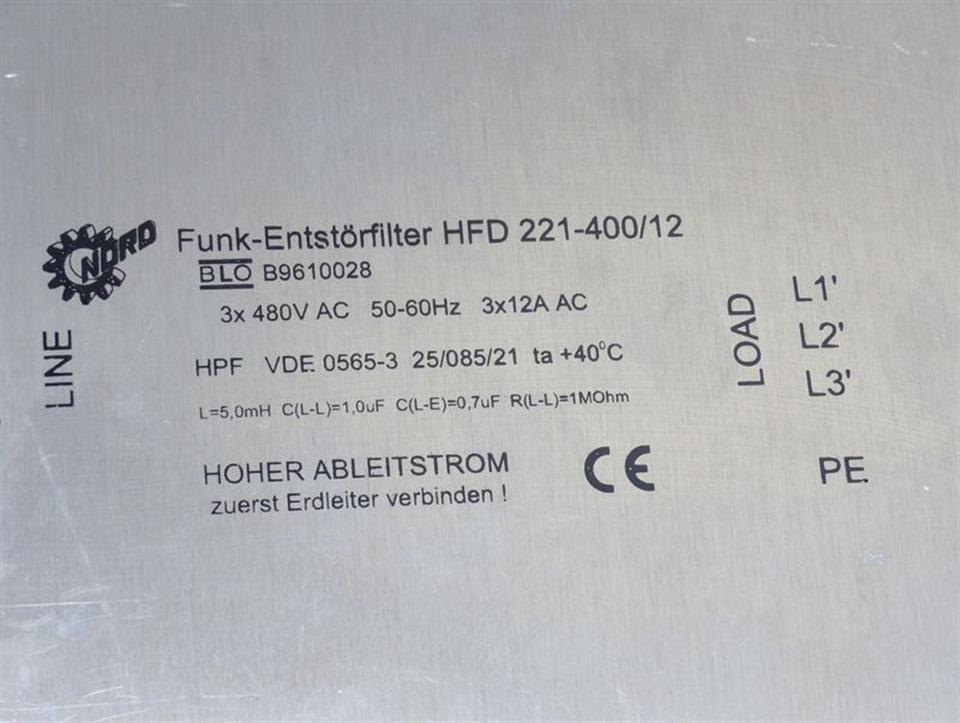 NORD
Funk-Entstörfilter HFD 221-400/12
BLO B9610028
3x 480V AC 50-60Hz 3x12A AC
HPF VDE 0565-3 25/085/21 ta +40°C
L=5,0mH C(L-L)=1,0uF C(L-E)=0,7uF R(L-L)=1MOhm
HOHER ABLEITSTROM
zuerst Erdleiter verbinden !
CE
LINE
LOAD
L1'
L2'
L3'
PE